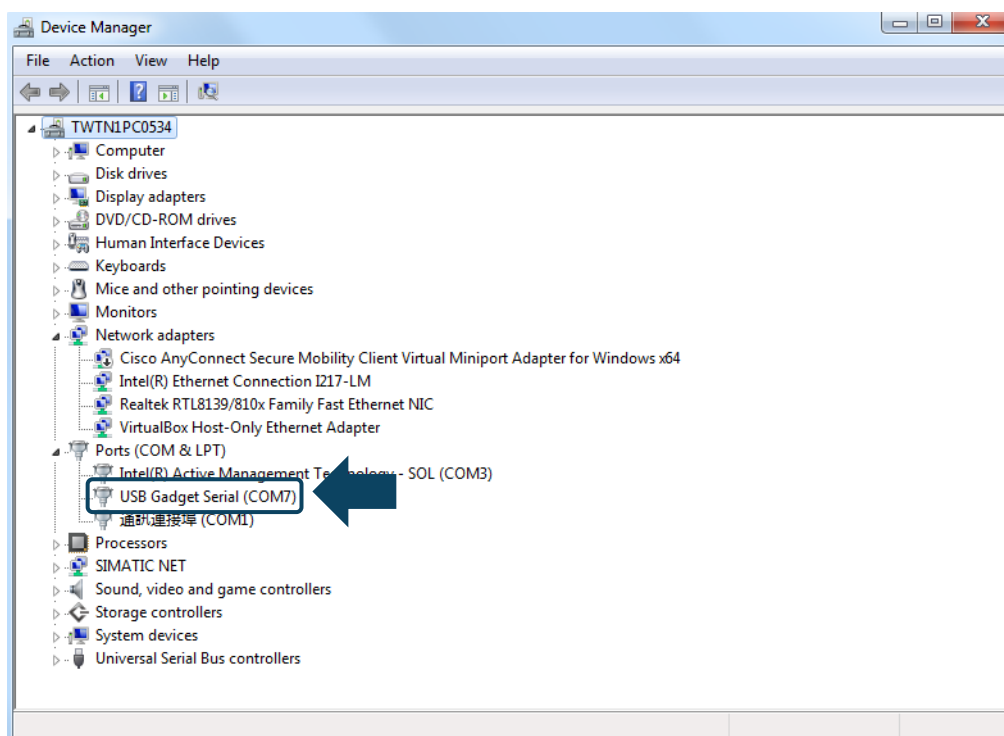 Device Manager
File Action View Help
TWTN1PC0534
Computer
Disk drives
Display adapters
DVD/CD-ROM drives
Human Interface Devices
Keyboards
Mice and other pointing devices
Monitors
Network adapters
Cisco AnyConnect Secure Mobility Client Virtual Miniport Adapter for Windows x64
Intel(R) Ethernet Connection I217-LM
Realtek RTL8139/810x Family Fast Ethernet NIC
VirtualBox Host-Only Ethernet Adapter
Ports (COM & LPT)
Intel(R) Active Management Technology - SOL (COM3)
USB Gadget Serial (COM7)
通訊連接埠 (COM1)
Processors
SIMATIC NET
Sound, video and game controllers
Storage controllers
System devices
Universal Serial Bus controllers